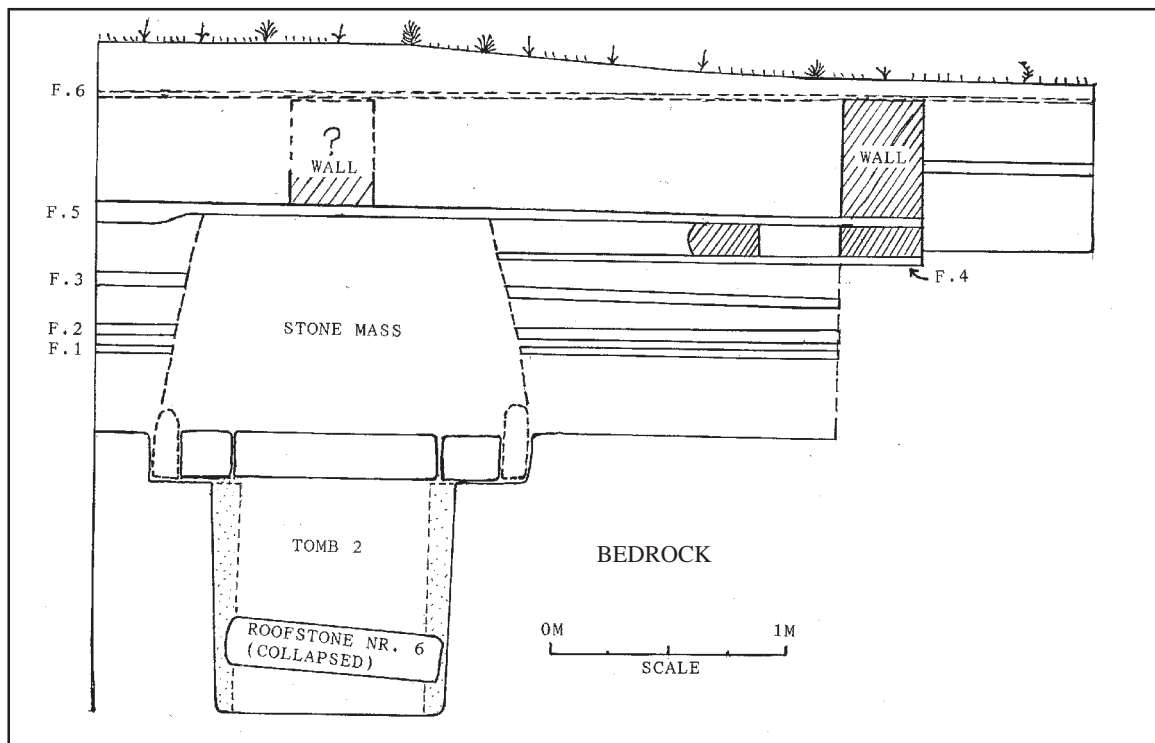 F.6
?
WALL
WALL
F.5
F.4
F.3
STONE MASS
F.2
F.1
TOMB 2
BEDROCK
ROOFSTONE NR. 6
(COLLAPSED)
0M 1M
SCALE